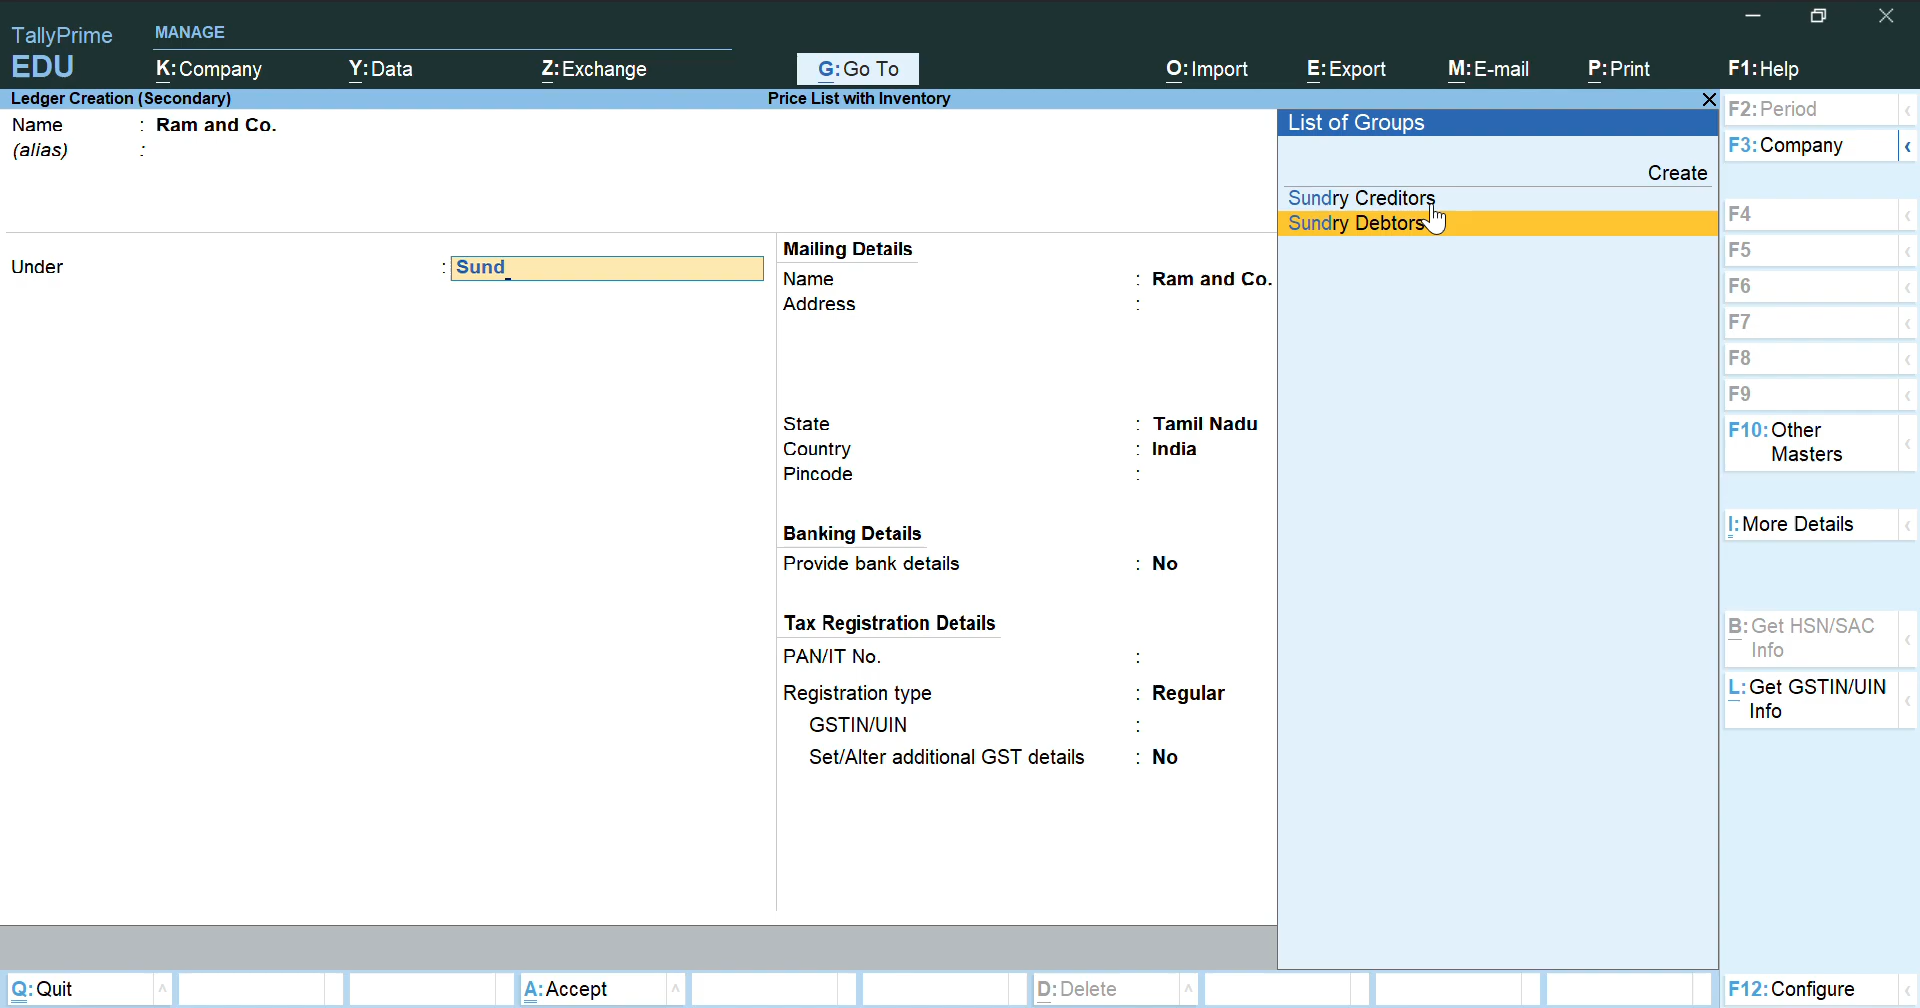 TallyPrime
EDU
MANAGE
K:Company
Y:Data
Z:Exchange
G:Go To
O:Import
E:Export
M:E-mail
P:Print
F1:Help
Ledger Creation (Secondary)
Price List with Inventory
Name : Ram and Co.
(alias) :
Under : Sund
Mailing Details
Name : Ram and Co.
Address :
State : Tamil Nadu
Country : India
Pincode :
Banking Details
Provide bank details : No
Tax Registration Details
PAN/IT No. :
Registration type : Regular
GSTIN/UIN :
Set/Alter additional GST details : No
List of Groups
Create
Sundry Creditors
Sundry Debtors
F2:Period
F3:Company
F4
F5
F6
F7
F8
F9
F10:Other
Masters
I:More Details
B:Get HSN/SAC
Info
L:Get GSTIN/UIN
Info
Q:Quit
A:Accept
D:Delete
F12:Configure